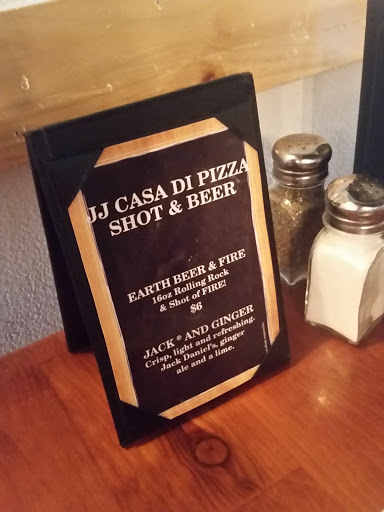 JJ CASA DI PIZZA
SHOT & BEER
EARTH BEER & FIRE
16oz Rolling Rock
& Shot of FIRE!
$6
JACK ® AND GINGER
Crisp, light and refreshing.
Jack Daniel's, ginger
ale and a lime.